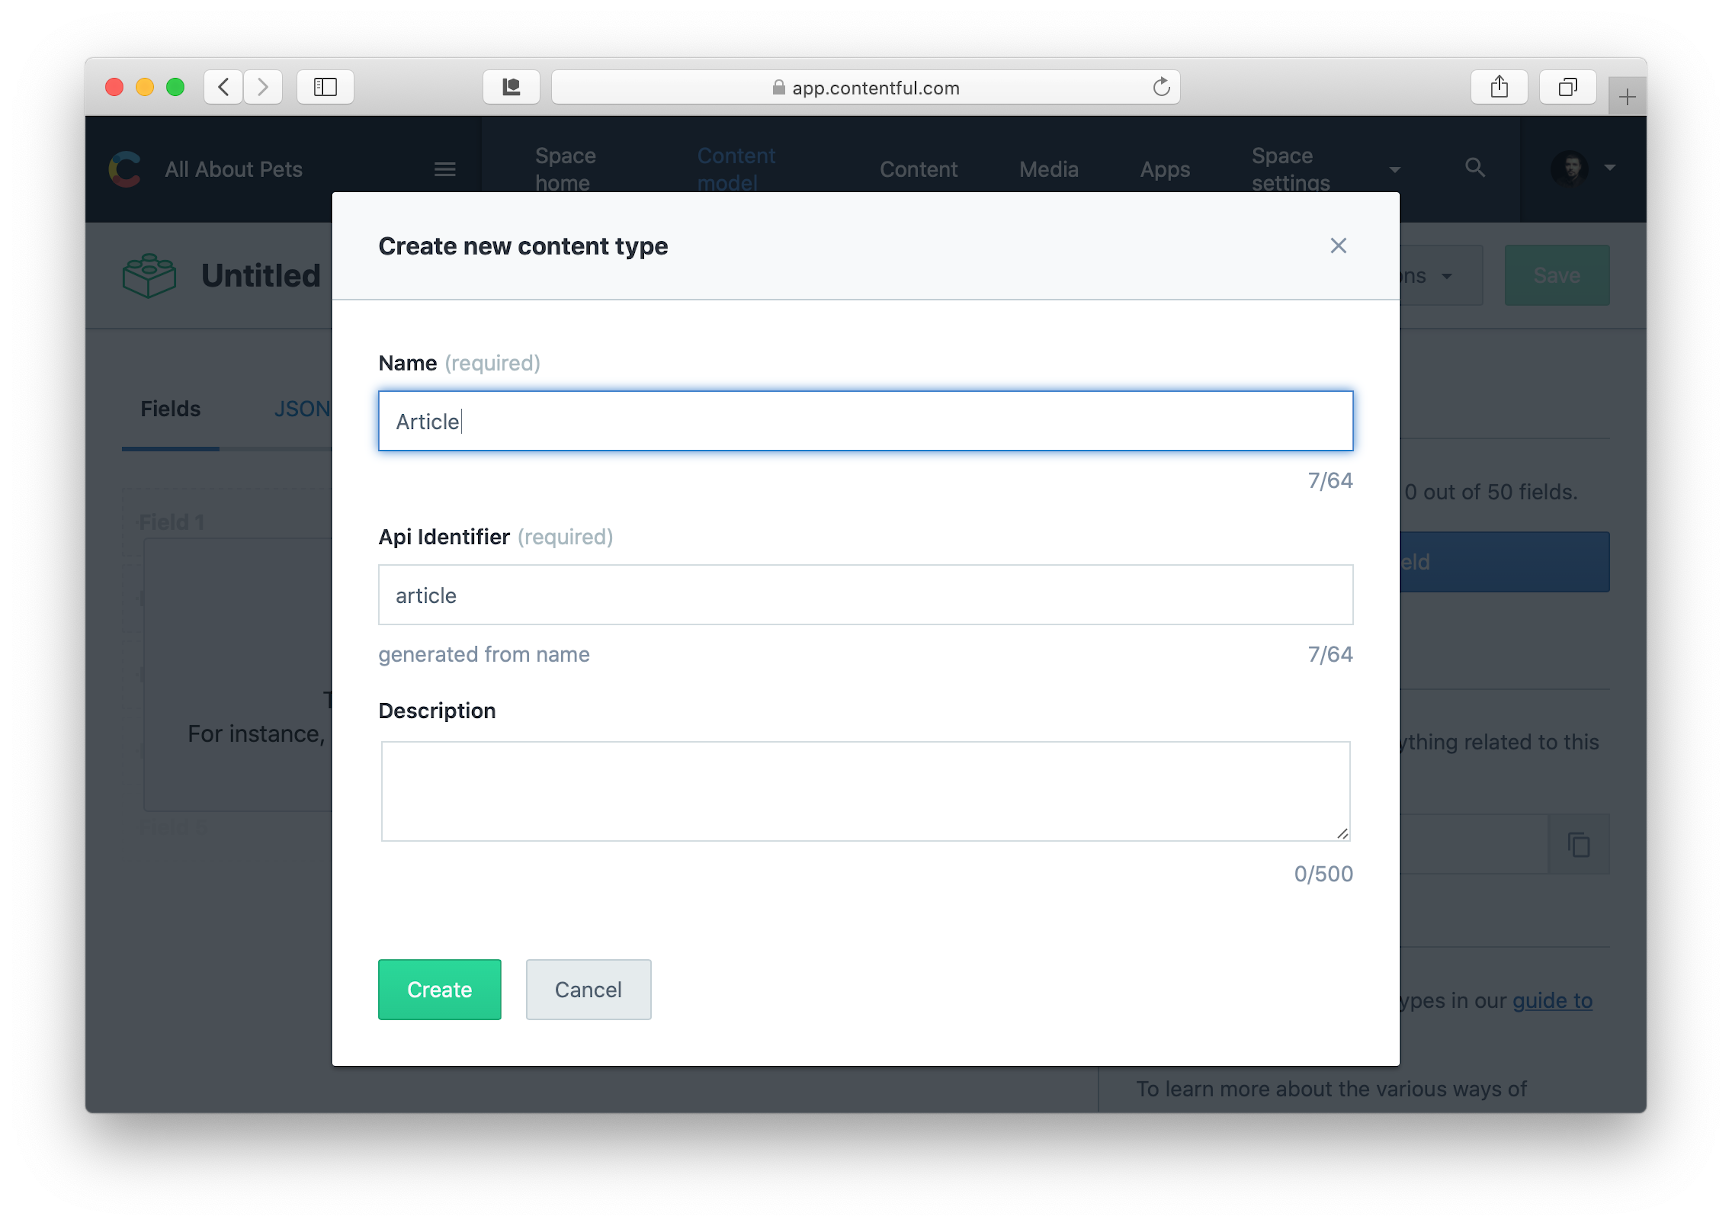 app.contentful.com
All About Pets
Space home
Content model
Content
Media
Apps
Space settings
Untitled
Save
Create new content type
Fields
JSON
Name (required)
Article
7/64
0 out of 50 fields.
Field 1
Api Identifier (required)
eld
article
generated from name
7/64
Description
For instance,
ything related to this
0/500
Create
Cancel
ypes in our guide to
To learn more about the various ways of